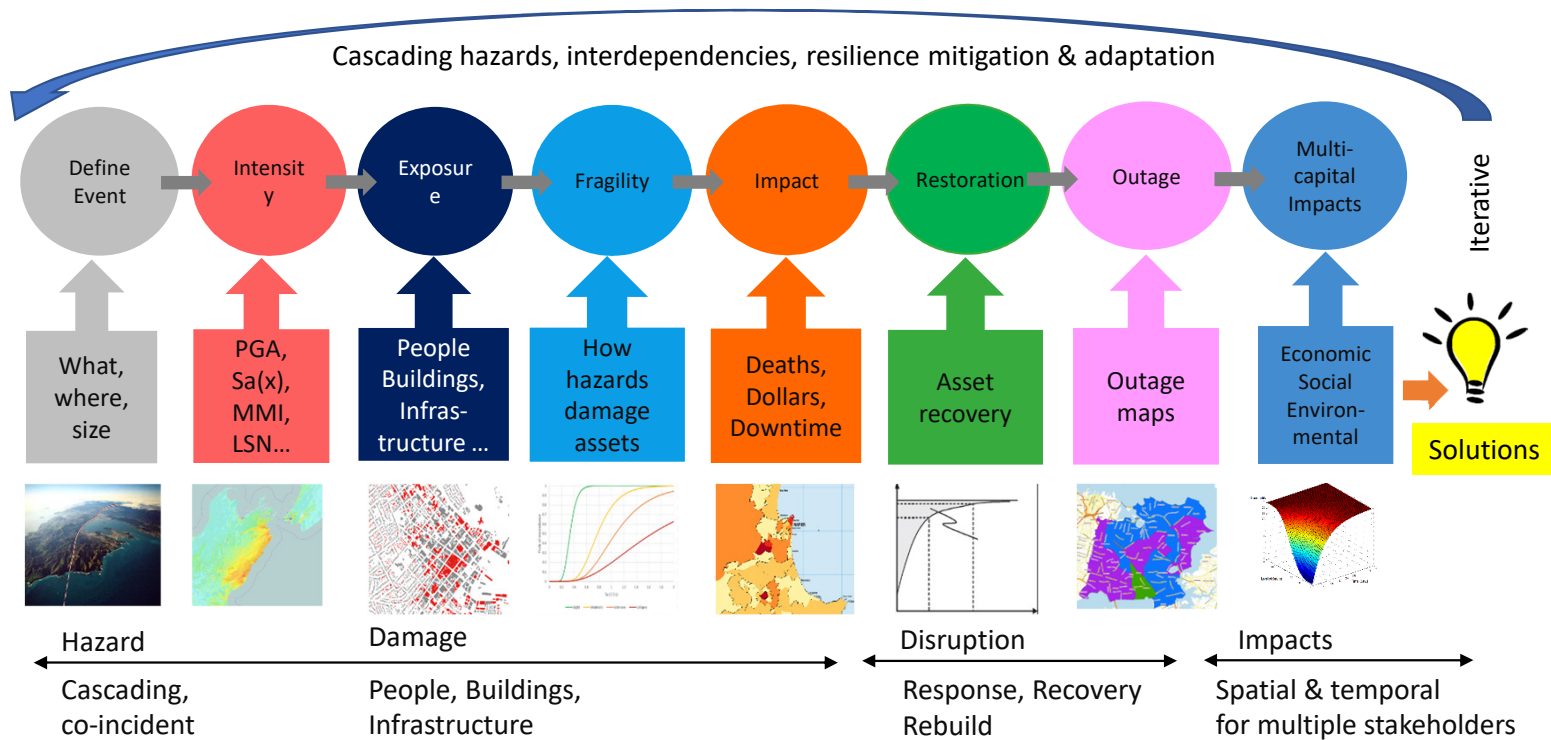 Cascading hazards, interdependencies, resilience mitigation & adaptation
Define
Event
Intensit
y
Exposur
e
Fragility
Impact
Restoration
Outage
Multi-
capital
Impacts
Iterative
What,
where,
size
PGA,
Sa(x),
MMI,
LSN…
People
Buildings,
Infras-
tructure …
How
hazards
damage
assets
Deaths,
Dollars,
Downtime
Asset
recovery
Outage
maps
Economic
Social
Environ-
mental
Solutions
Hazard
Damage
Disruption
Impacts
Cascading,
co-incident
People, Buildings,
Infrastructure
Response, Recovery
Rebuild
Spatial & temporal
for multiple stakeholders